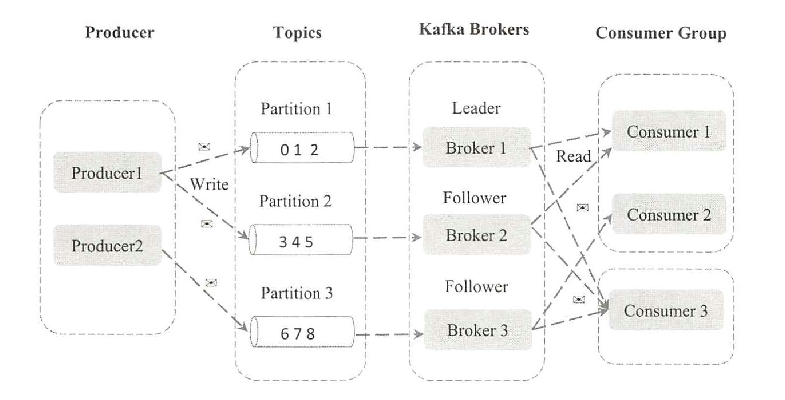 Producer
Topics
Kafka Brokers
Consumer Group
Partition 1
Leader
0 1 2
Broker 1
Consumer 1
Read
Producer1
Write
Partition 2
Follower
3 4 5
Broker 2
Consumer 2
Producer2
Partition 3
Follower
6 7 8
Broker 3
Consumer 3